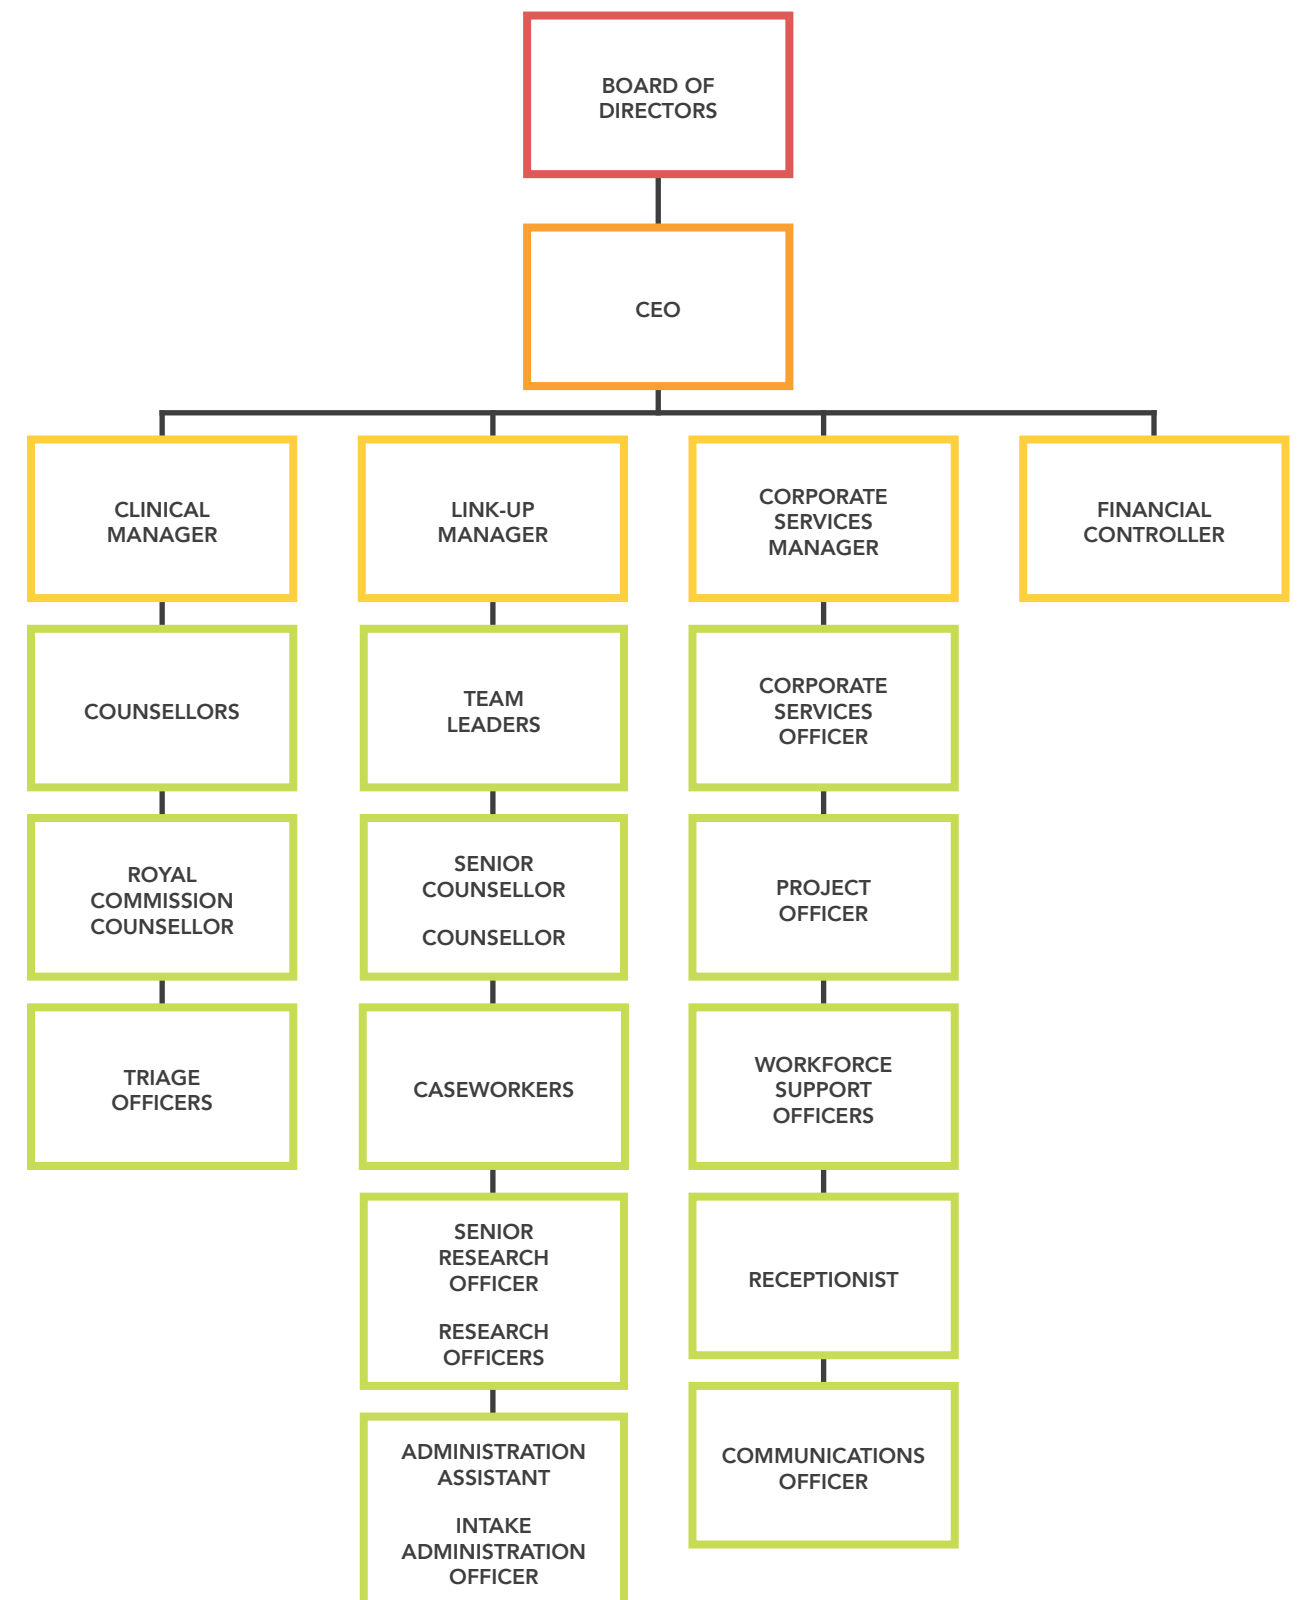 BOARD OF
DIRECTORS
CEO
CLINICAL
MANAGER
LINK-UP
MANAGER
CORPORATE
SERVICES
MANAGER
FINANCIAL
CONTROLLER
COUNSELLORS
TEAM
LEADERS
CORPORATE
SERVICES
OFFICER
ROYAL
COMMISSION
COUNSELLOR
SENIOR
COUNSELLOR
COUNSELLOR
PROJECT
OFFICER
TRIAGE
OFFICERS
CASEWORKERS
WORKFORCE
SUPPORT
OFFICERS
SENIOR
RESEARCH
OFFICER
RESEARCH
OFFICERS
RECEPTIONIST
ADMINISTRATION
ASSISTANT
INTAKE
ADMINISTRATION
OFFICER
COMMUNICATIONS
OFFICER